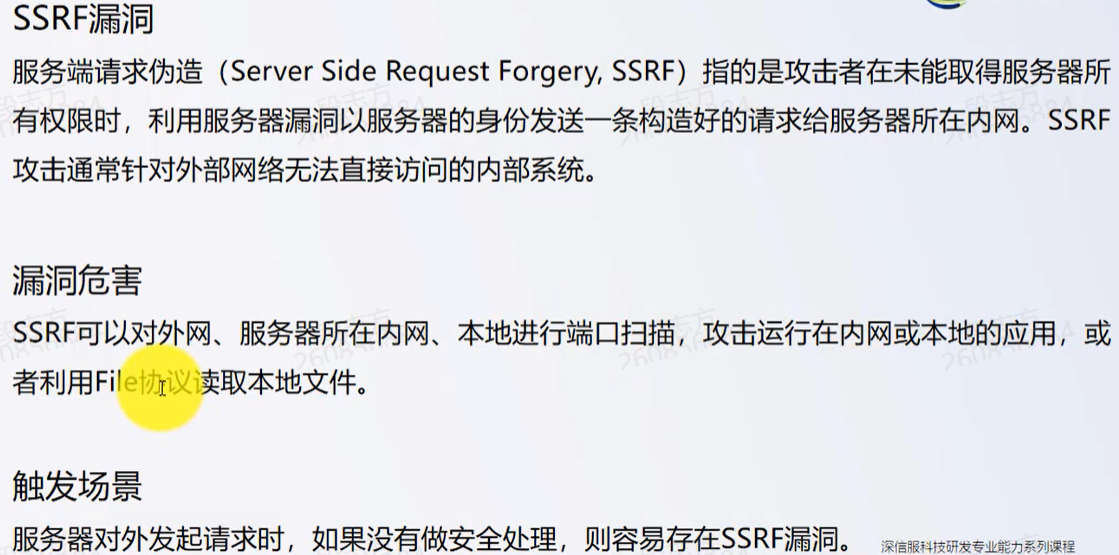 SSRF漏洞
服务端请求伪造（Server Side Request Forgery, SSRF）指的是攻击者在未能取得服务器所
有权限时，利用服务器漏洞以服务器的身份发送一条构造好的请求给服务器所在内网。SSRF
攻击通常针对外部网络无法直接访问的内部系统。
漏洞危害
SSRF可以对外网、服务器所在内网、本地进行端口扫描，攻击运行在内网或本地的应用，或
者利用File协议读取本地文件。
触发场景
服务器对外发起请求时，如果没有做安全处理，则容易存在SSRF漏洞。
深信服科技研发专业能力系列课程